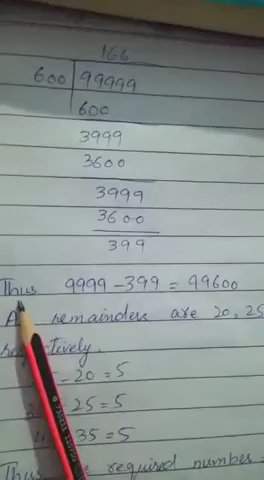 166
600 99999
600
3999
3600
3999
3600
399
Thus 9999 - 399 = 99600
remainders are 20, 25
-20 = 5
25 = 5
35 = 5
Thus required number =